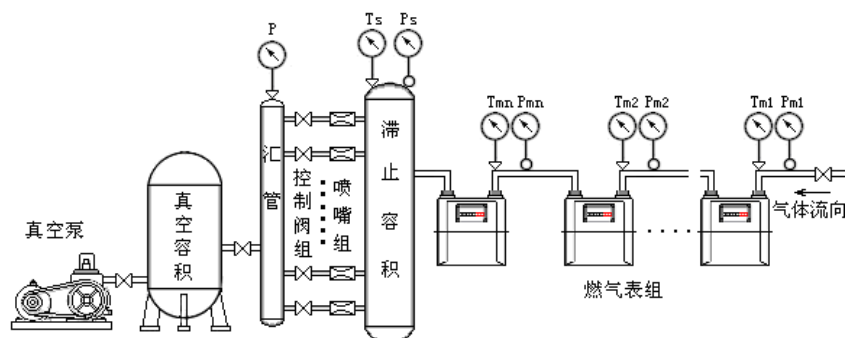 P
Ts
Ps
Tmn
Pmn
Tm2
Pm2
Tm1
Pm1
真空泵
真空容积
汇管
控制阀组
喷嘴组
滞止容积
气体流向
燃气表组